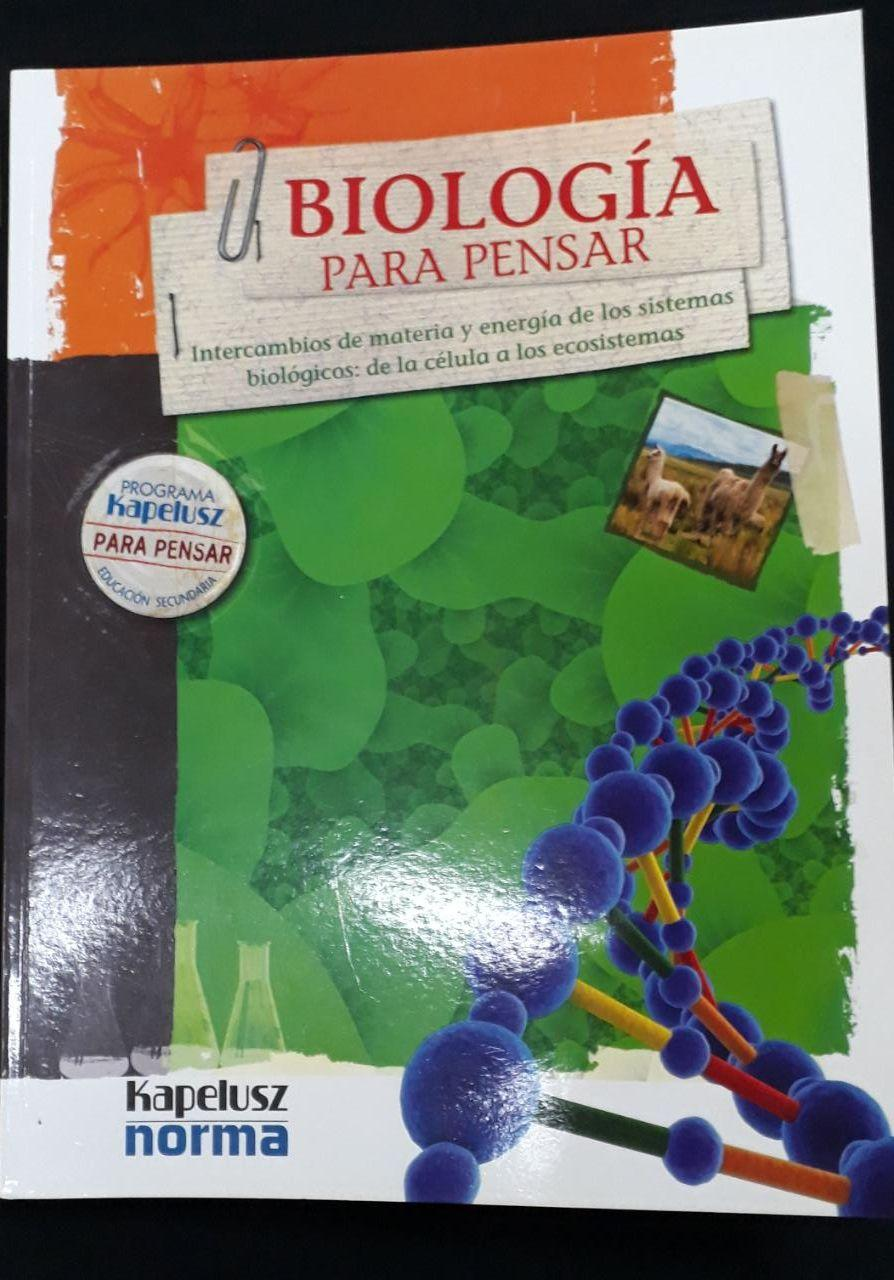 BIOLOGÍA
PARA PENSAR
Intercambios de materia y energía de los sistemas
biológicos: de la célula a los ecosistemas
PROGRAMA
Kapelusz
PARA PENSAR
EDUCACIÓN SECUNDARIA
Kapelusz
norma